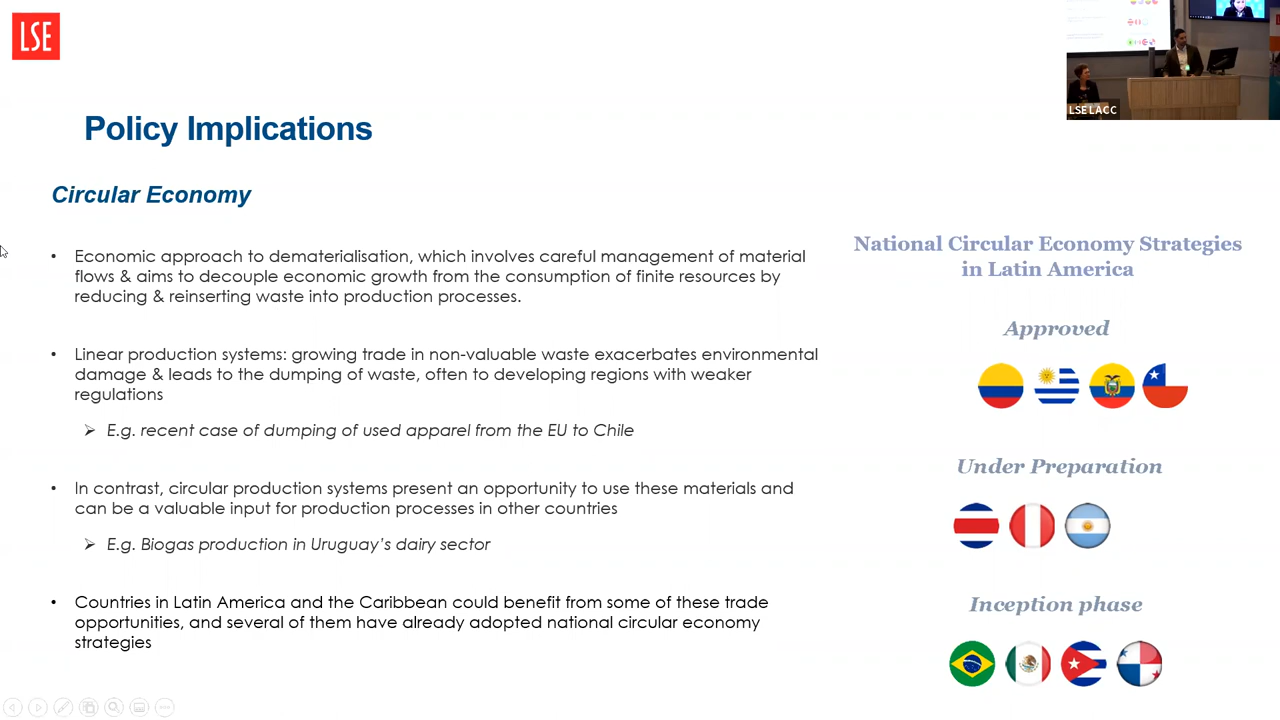 LSE
LSE LACC
Policy Implications
Circular Economy
• Economic approach to dematerialisation, which involves careful management of material
flows & aims to decouple economic growth from the consumption of finite resources by
reducing & reinserting waste into production processes.
• Linear production systems: growing trade in non-valuable waste exacerbates environmental
damage & leads to the dumping of waste, often to developing regions with weaker
regulations
➢ E.g. recent case of dumping of used apparel from the EU to Chile
• In contrast, circular production systems present an opportunity to use these materials and
can be a valuable input for production processes in other countries
➢ E.g. Biogas production in Uruguay’s dairy sector
• Countries in Latin America and the Caribbean could benefit from some of these trade
opportunities, and several of them have already adopted national circular economy
strategies
National Circular Economy Strategies
in Latin America
Approved
Under Preparation
Inception phase